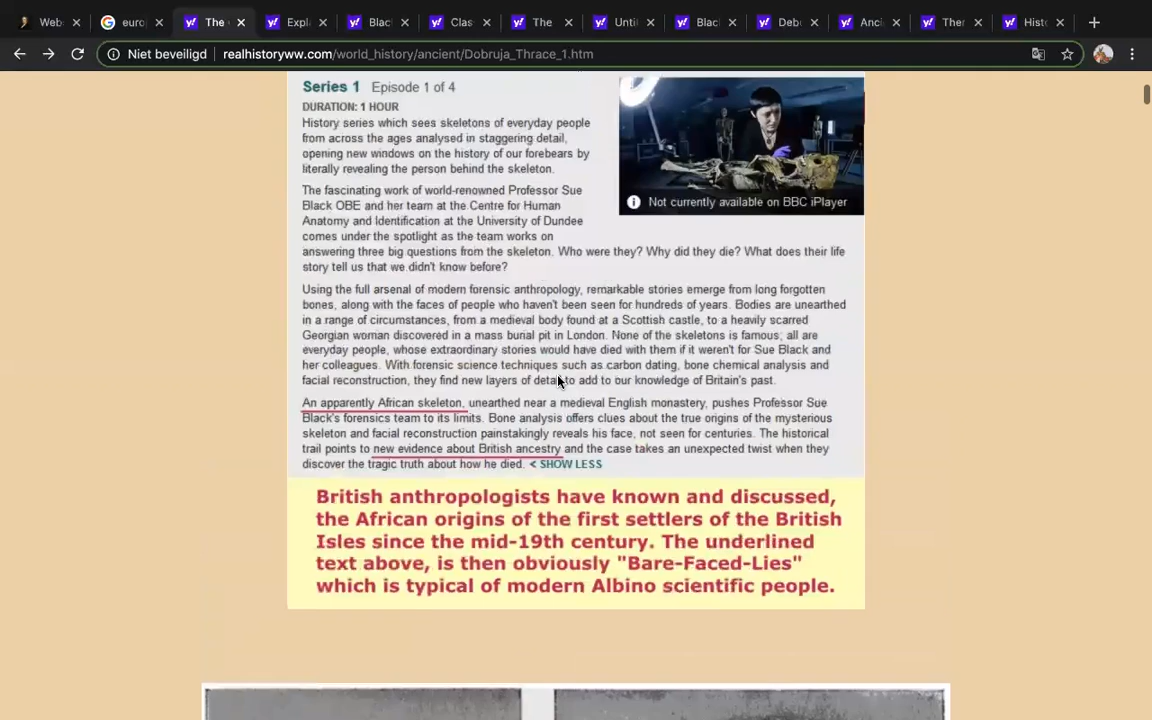 Web:
euro
The
Expl
Blac
Clas
The
Unti
Blac
Debu
Anci
Ther
Histo
Niet beveiligd
realhistoryww.com/world_history/ancient/Dobruja_Thrace_1.htm
Series 1 Episode 1 of 4
DURATION: 1 HOUR
History series which sees skeletons of everyday people
from across the ages analysed in staggering detail,
opening new windows on the history of our forebears by
literally revealing the person behind the skeleton.
The fascinating work of world-renowned Professor Sue
Black OBE and her team at the Centre for Human
Anatomy and Identification at the University of Dundee
comes under the spotlight as the team works on
answering three big questions from the skeleton. Who were they? Why did they die? What does their life
story tell us that we didn't know before?
Not currently available on BBC iPlayer
Using the full arsenal of modern forensic anthropology, remarkable stories emerge from long forgotten
bones, along with the faces of people who haven't been seen for hundreds of years. Bodies are unearthed
in a range of circumstances, from a medieval body found at a Scottish castle, to a heavily scarred
Georgian woman discovered in a mass burial pit in London. None of the skeletons is famous; all are
everyday people, whose extraordinary stories would have died with them if it weren't for Sue Black and
her colleagues. With forensic science techniques such as carbon dating, bone chemical analysis and
facial reconstruction, they find new layers of detail to add to our knowledge of Britain's past.
An apparently African skeleton, unearthed near a medieval English monastery, pushes Professor Sue
Black's forensics team to its limits. Bone analysis offers clues about the true origins of the mysterious
skeleton and facial reconstruction painstakingly reveals his face, not seen for centuries. The historical
trail points to new evidence about British ancestry and the case takes an unexpected twist when they
discover the tragic truth about how he died. < SHOW LESS
British anthropologists have known and discussed,
the African origins of the first settlers of the British
Isles since the mid-19th century. The underlined
text above, is then obviously "Bare-Faced-Lies"
which is typical of modern Albino scientific people.